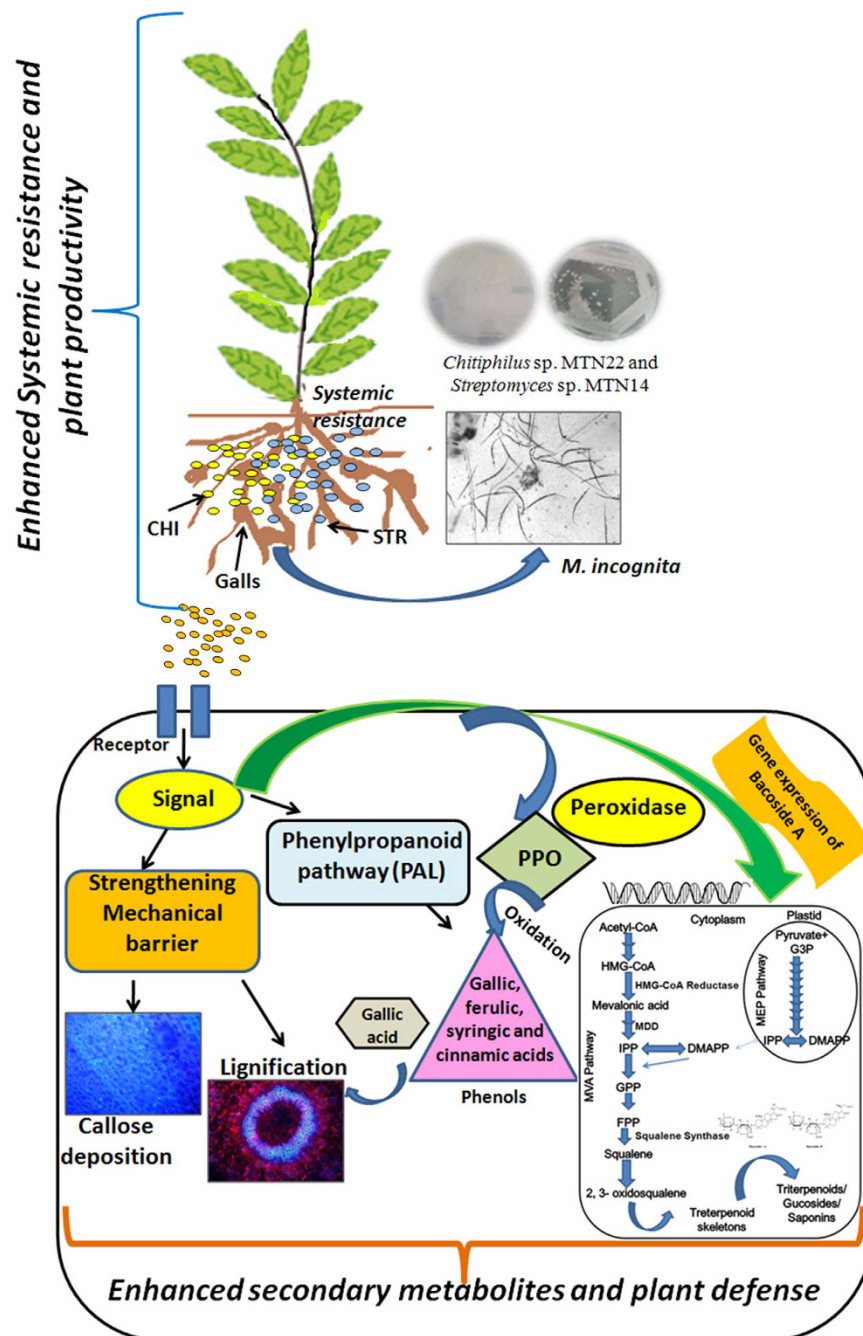 Enhanced Systemic resistance and
plant productivity
Chitiphilus sp. MTN22 and
Streptomyces sp. MTN14
Systemic
resistance
CHI
STR
Galls
M. incognita
Receptor
Signal
Gene expression of
Bacoside A
Peroxidase
Phenylpropanoid
pathway (PAL)
PPO
Strengthening
Mechanical
barrier
Oxidation
Cytoplasm
Plastid
Acetyl-CoA
Pyruvate+
G3P
HMG-CoA
HMG-CoA Reductase
MEP Pathway
Mevalonic acid
MDD
IPP
DMAPP
IPP
DMAPP
MVA Pathway
GPP
FPP
Squalene Synthase
Squalene
2, 3- oxidosqualene
Treterpenoid
skeletons
Triterpenoids/
Gucosides/
Saponins
Gallic,
ferulic,
syringic and
cinnamic acids
Gallic
acid
Phenols
Lignification
Callose
deposition
Enhanced secondary metabolites and plant defense